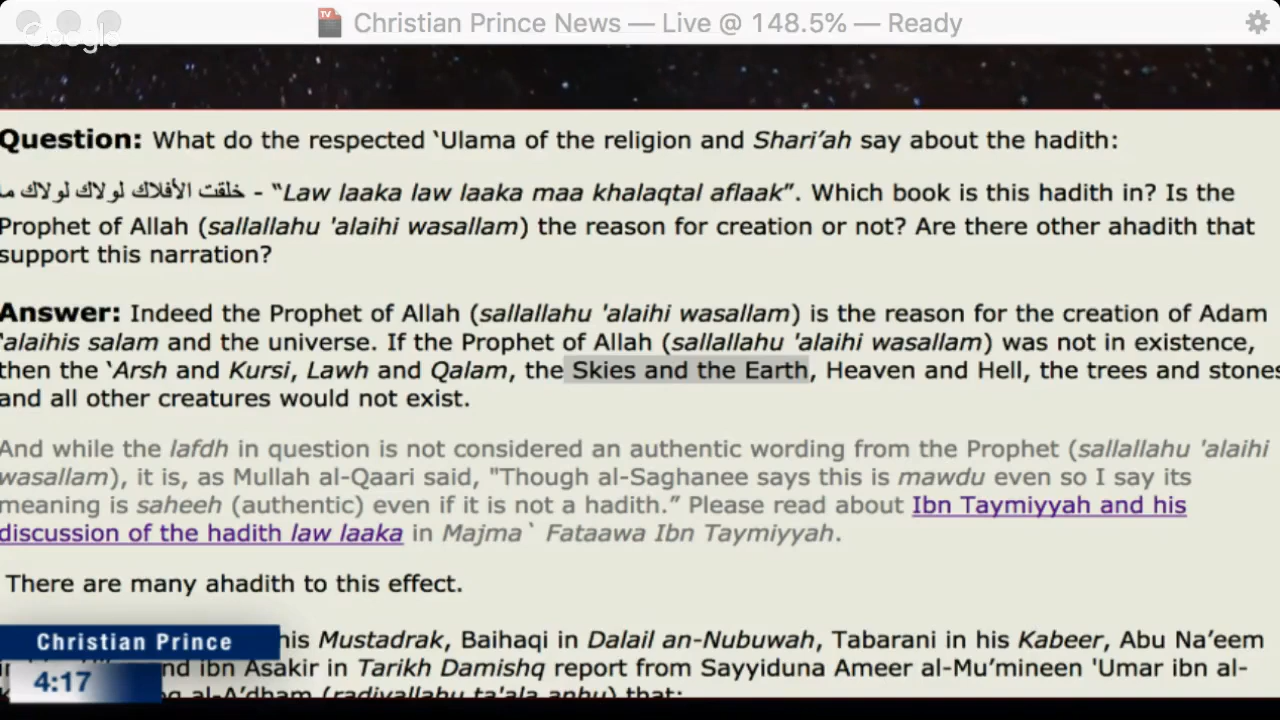 TV
Christian Prince News — Live @ 148.5% — Ready
Google
Question: What do the respected ‘Ulama of the religion and Shari’ah say about the hadith:
خلقت الأفلاك لولاك لولاك ما - “Law laaka law laaka maa khalaqtal aflaak”. Which book is this hadith in? Is the
Prophet of Allah (sallallahu 'alaihi wasallam) the reason for creation or not? Are there other ahadith that
support this narration?
Answer: Indeed the Prophet of Allah (sallallahu 'alaihi wasallam) is the reason for the creation of Adam
‘alaihis salam and the universe. If the Prophet of Allah (sallallahu 'alaihi wasallam) was not in existence,
then the ‘Arsh and Kursi, Lawh and Qalam, the Skies and the Earth, Heaven and Hell, the trees and stones
and all other creatures would not exist.
And while the lafdh in question is not considered an authentic wording from the Prophet (sallallahu 'alaihi
wasallam), it is, as Mullah al-Qaari said, "Though al-Saghanee says this is mawdu even so I say its
meaning is saheeh (authentic) even if it is not a hadith.” Please read about Ibn Taymiyyah and his
discussion of the hadith law laaka in Majma` Fataawa Ibn Taymiyyah.
There are many ahadith to this effect.
his Mustadrak, Baihaqi in Dalail an-Nubuwah, Tabarani in his Kabeer, Abu Na’eem
Christian Prince
ibn Asakir in Tarikh Damishq report from Sayyiduna Ameer al-Mu’mineen 'Umar ibn al-
4:17
al-A’dham (radiyallahu ta'ala anhu) that: